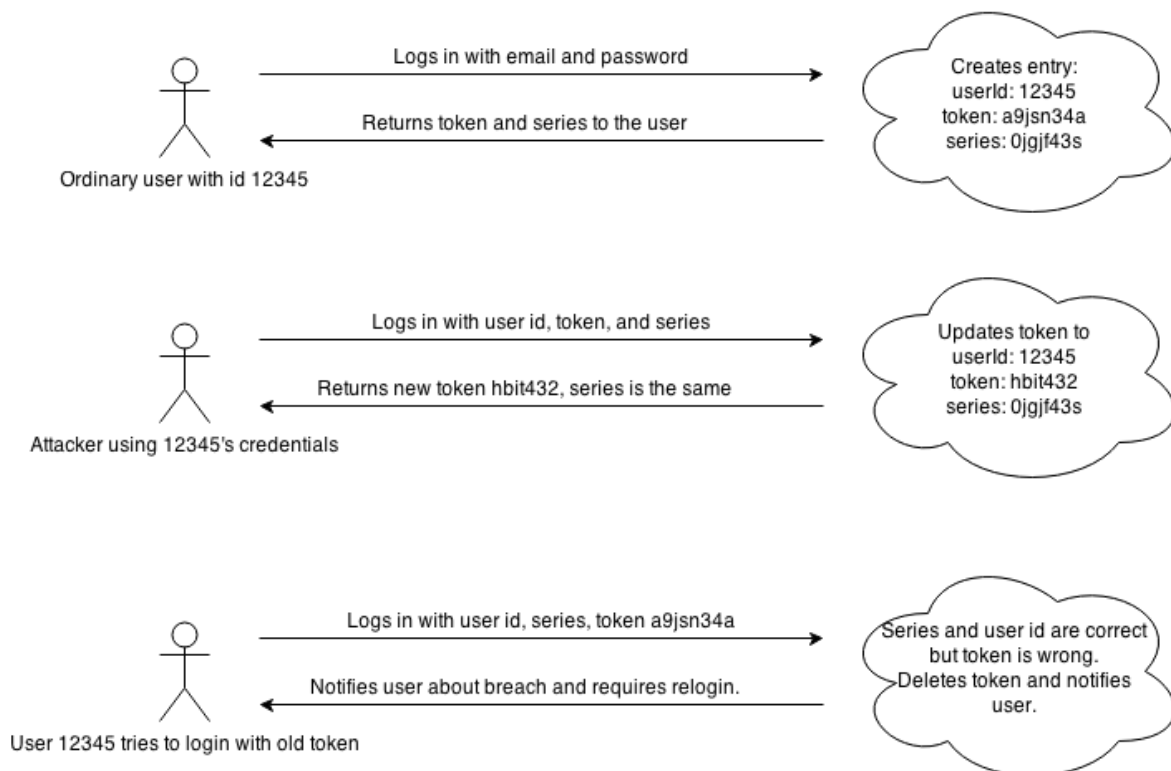 Logs in with email and password
Creates entry:
userId: 12345
token: a9jsn34a
series: 0jgjf43s
Returns token and series to the user
Ordinary user with id 12345
Logs in with user id, token, and series
Updates token to
userId: 12345
token: hbit432
series: 0jgjf43s
Returns new token hbit432, series is the same
Attacker using 12345's credentials
Logs in with user id, series, token a9jsn34a
Series and user id are correct
but token is wrong.
Deletes token and notifies
user.
Notifies user about breach and requires relogin.
User 12345 tries to login with old token